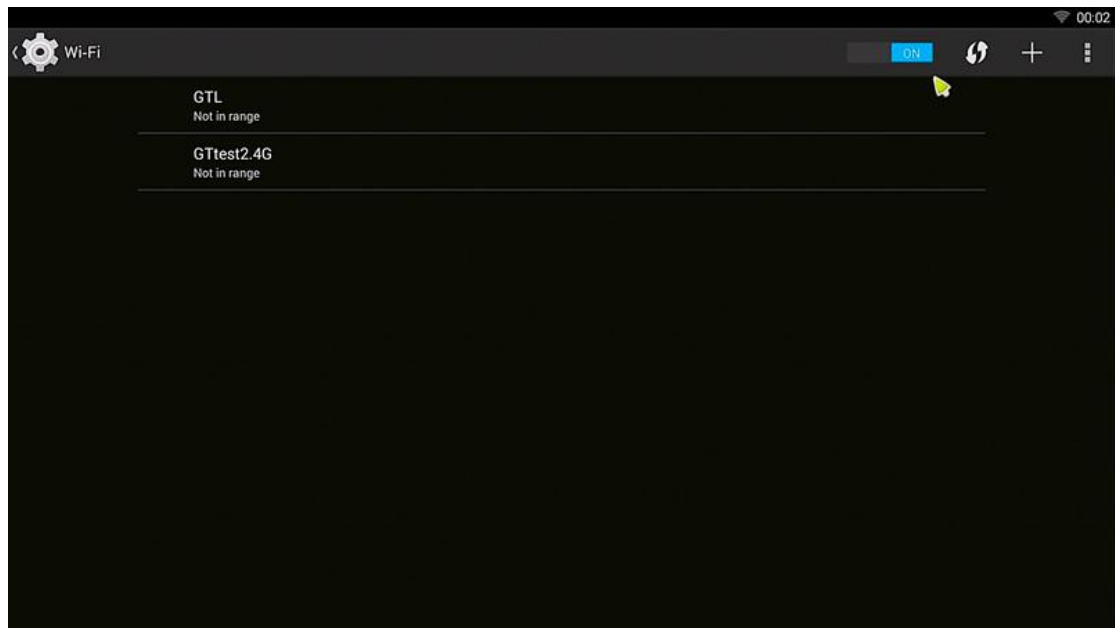 00:02
Wi-Fi
ON
GTL
Not in range
GTtest2.4G
Not in range